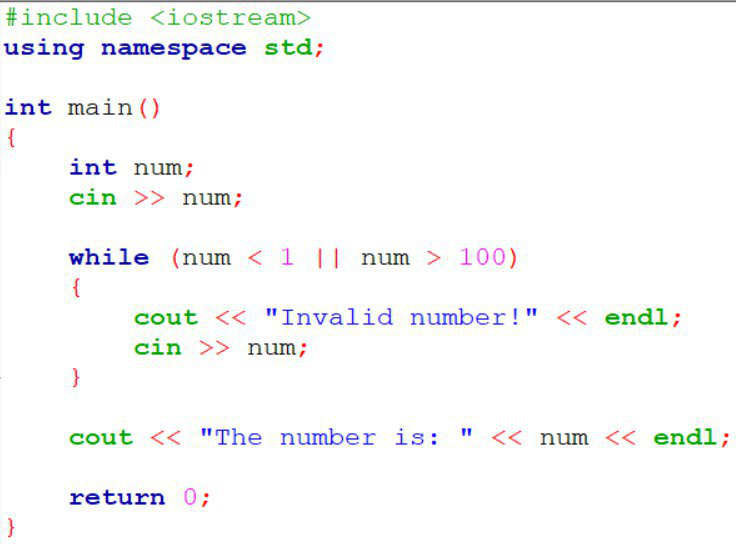 #include <iostream>
using namespace std;
int main()
{
int num;
cin >> num;
while (num < 1 || num > 100)
{
cout << "Invalid number!" << endl;
cin >> num;
}
cout << "The number is: " << num << endl;
return 0;
}